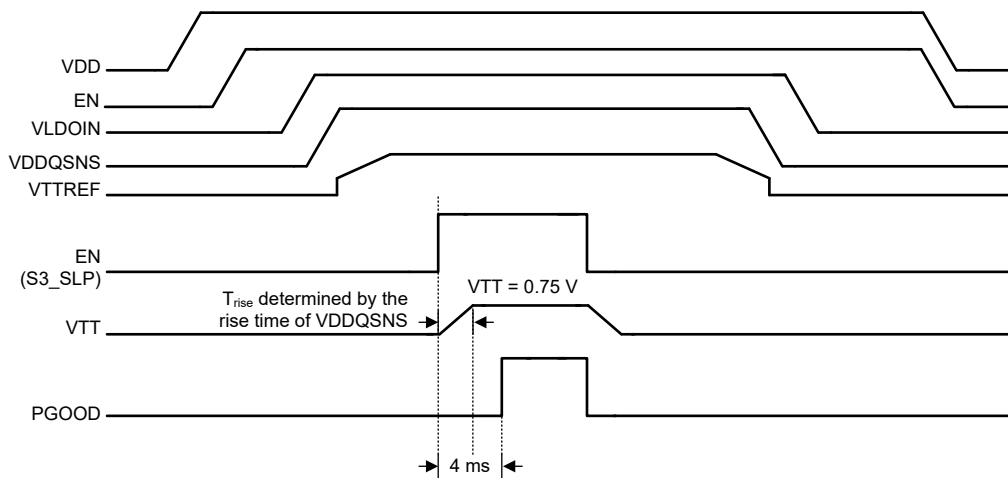 VDD
EN
VLDOIN
VDDQSNS
VTTREF
EN
(S3_SLP)
VTT = 0.75 V
Trise determined by the
rise time of VDDQSNS
VTT
PGOOD
4 ms